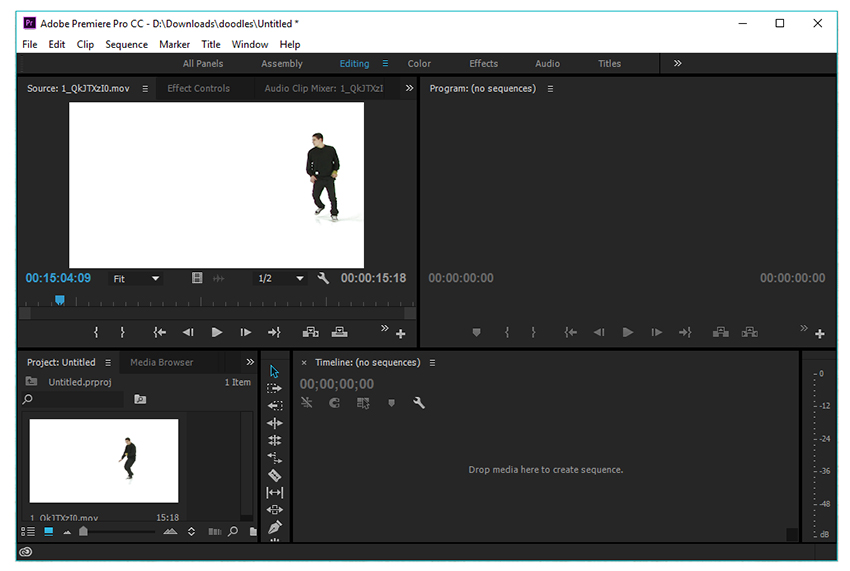 Pr Adobe Premiere Pro CC - D:\Downloads\doodles\Untitled *
File Edit Clip Sequence Marker Title Window Help
All Panels Assembly Editing Color Effects Audio Titles
Source: 1_QkJTXzI0.mov Effect Controls Audio Clip Mixer: 1_QkJTXzI
Program: (no sequences)
00:15:04:09 Fit 1/2 00:00:15:18
00:00:00:00 00:00:00:00
Project: Untitled Media Browser
Untitled.prproj 1 Item
1_QkJTXzI0.mov 15:18
× Timeline: (no sequences)
00;00;00;00
Drop media here to create sequence.
0
-12
-24
-36
-48
dB